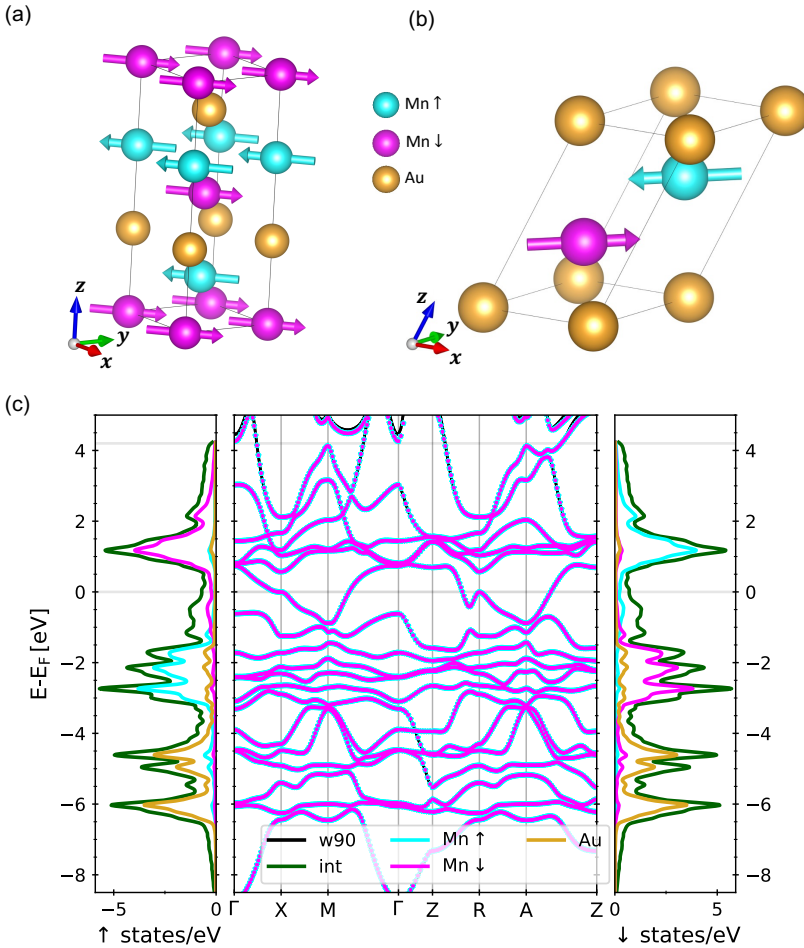 (a)
(b)
Mn ↑
Mn ↓
Au
z
y
x
z
y
x
(c)
E-E_F [eV]
4
2
0
−2
−4
−6
−8
4
2
0
−2
−4
−6
−8
w90
int
Mn ↑
Mn ↓
Au
−5
0
Γ
X
M
Γ
Z
R
A
Z
0
5
↑ states/eV
↓ states/eV